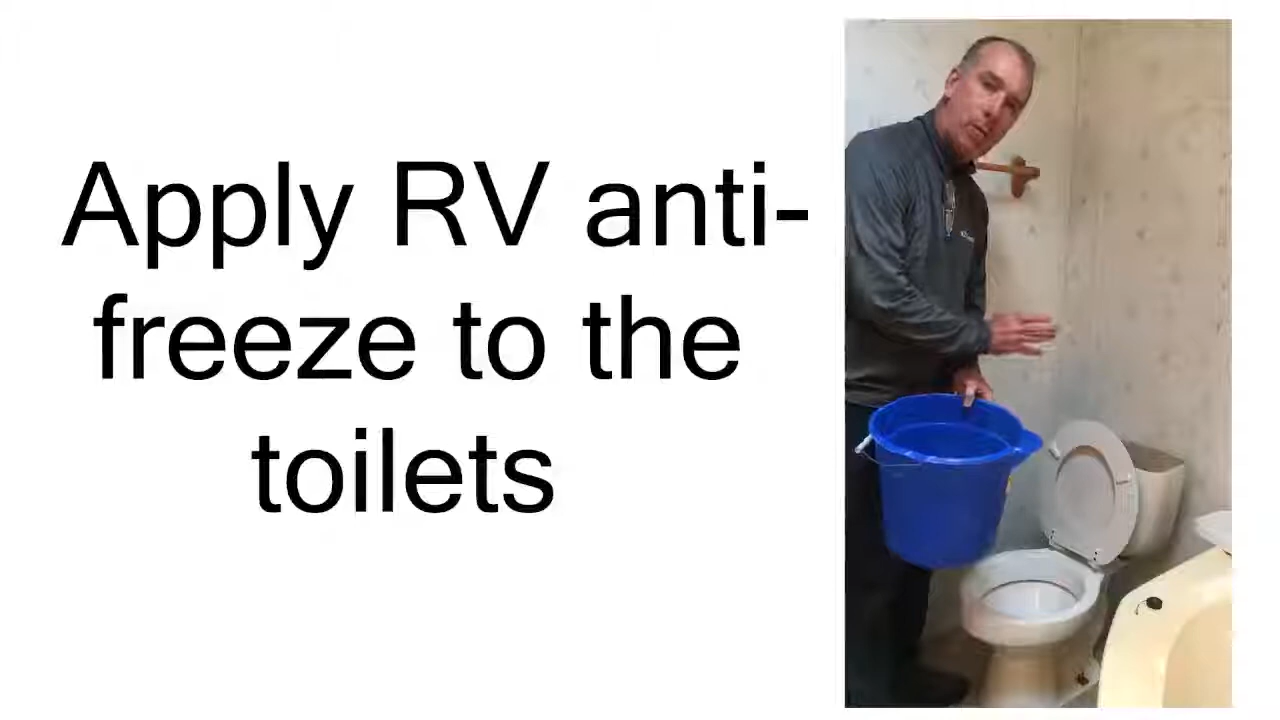 Apply RV anti-
freeze to the
toilets